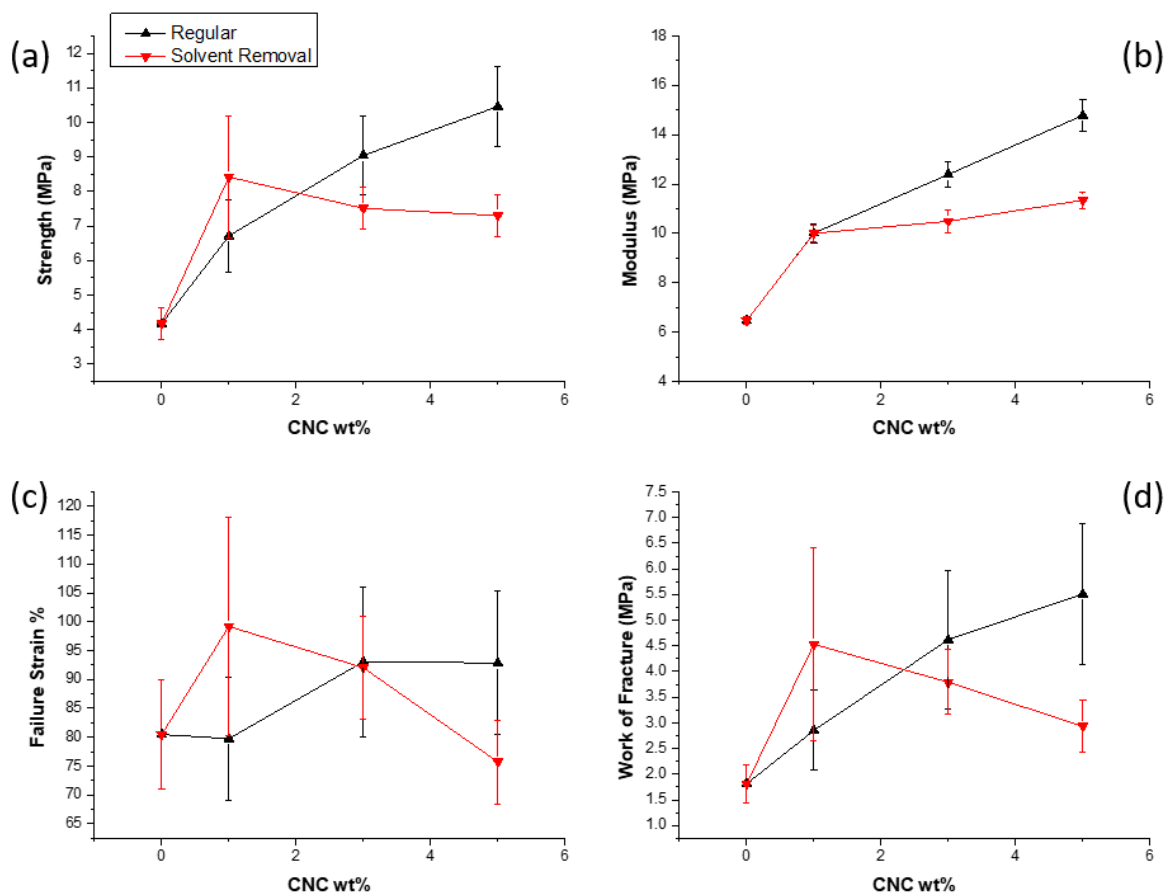 (a)
Regular
Solvent Removal
12
11
10
9
8
7
6
5
4
3
Strength (MPa)
0 2 4 6
CNC wt%
(b)
18
16
14
12
10
8
6
4
Modulus (MPa)
0 2 4 6
CNC wt%
(c)
120
115
110
105
100
95
90
85
80
75
70
65
Failure Strain %
0 2 4 6
CNC wt%
(d)
7.5
7.0
6.5
6.0
5.5
5.0
4.5
4.0
3.5
3.0
2.5
2.0
1.5
1.0
Work of Fracture (MPa)
0 2 4 6
CNC wt%